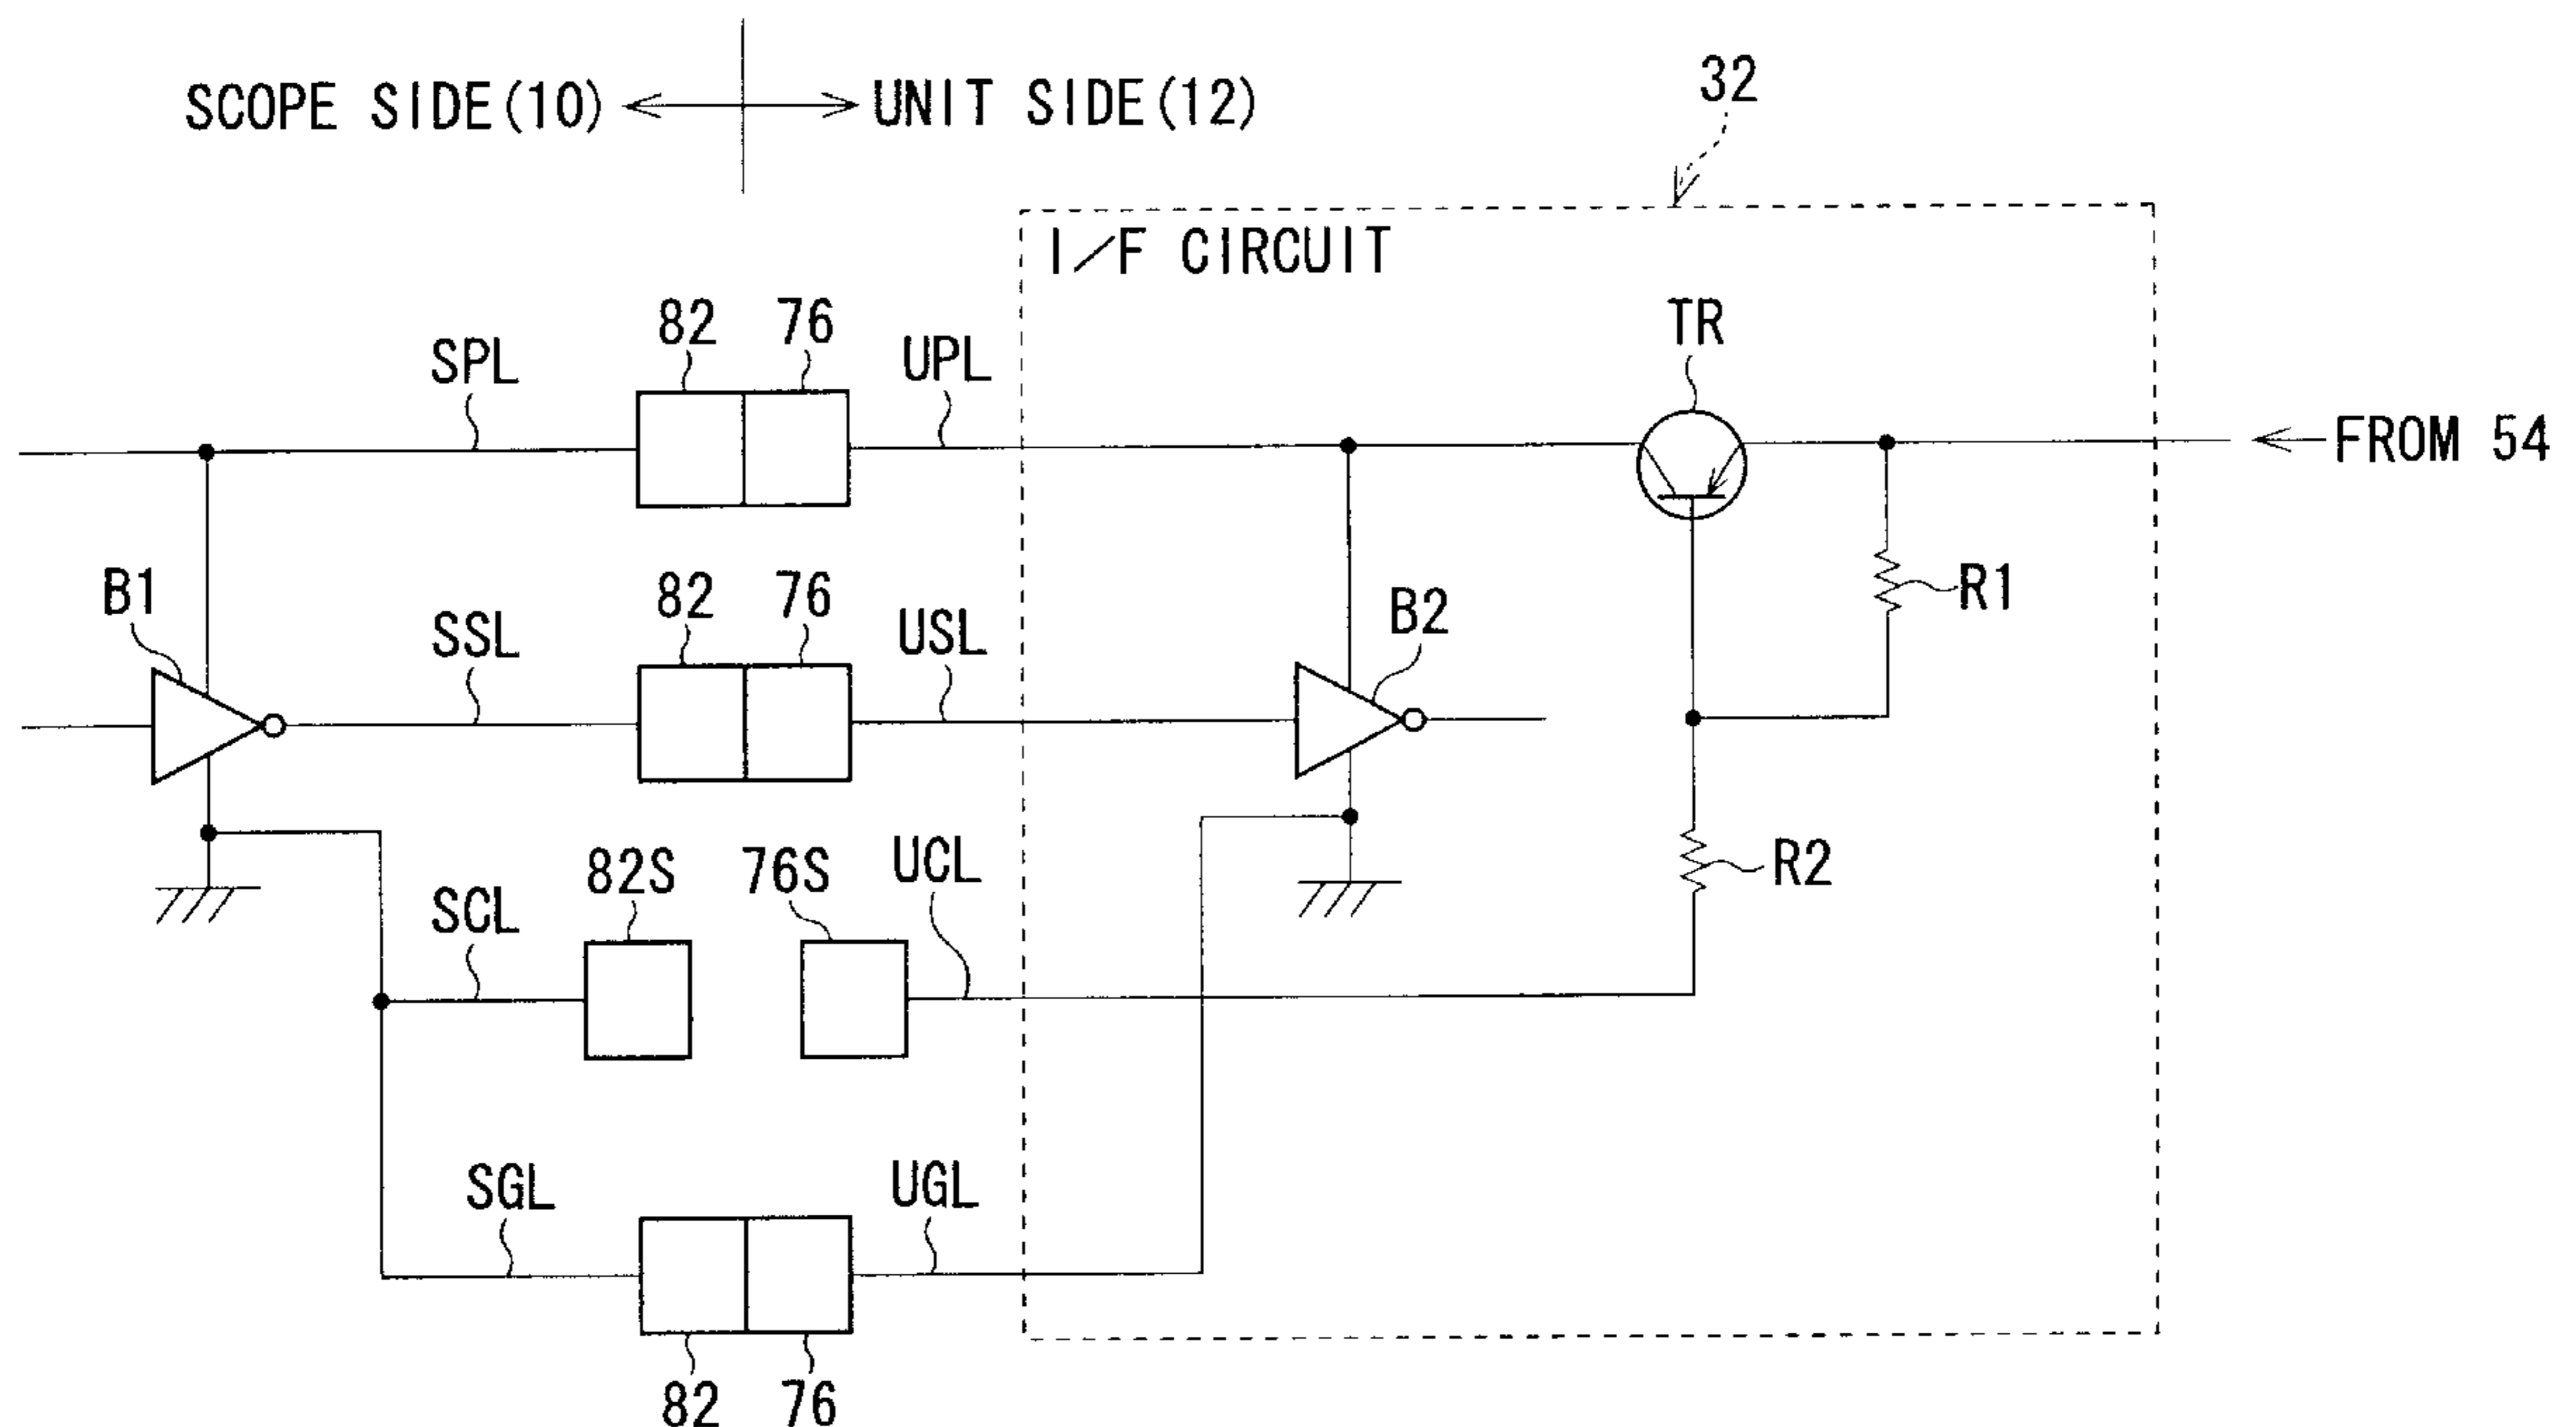 SCOPE SIDE(10)
UNIT SIDE(12)
32
I/F CIRCUIT
TR
FROM 54
SPL
82
76
UPL
B1
SSL
82
76
USL
B2
R1
SCL
82S
76S
UCL
R2
SGL
UGL
82
76